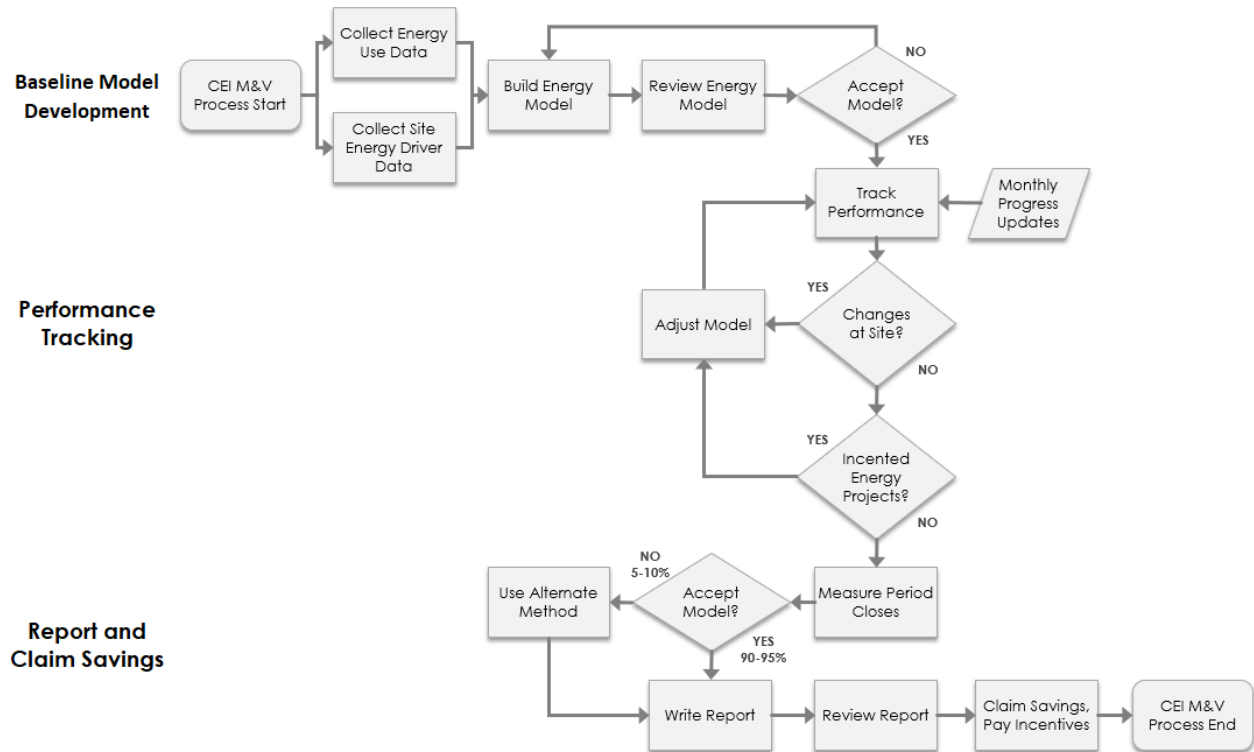 Baseline Model
Development
CEI M&V
Process Start
Collect Energy
Use Data
Collect Site
Energy Driver
Data
Build Energy
Model
Review Energy
Model
Accept
Model?
NO
YES
Track
Performance
Monthly
Progress
Updates
Performance
Tracking
Adjust Model
YES
Changes
at Site?
NO
YES
Incented
Energy
Projects?
NO
Report and
Claim Savings
Measure Period
Closes
Accept
Model?
NO
5-10%
Use Alternate
Method
YES
90-95%
Write Report
Review Report
Claim Savings,
Pay Incentives
CEI M&V
Process End